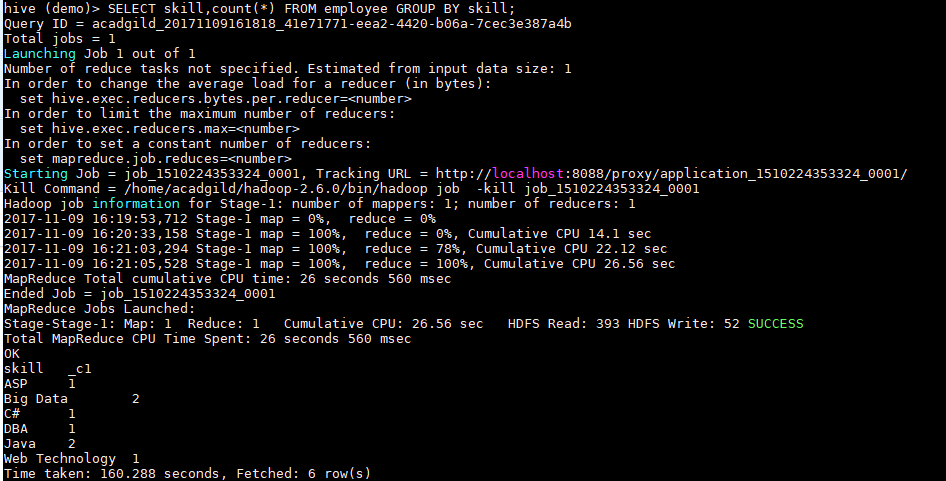 hive (demo)> SELECT skill,count(*) FROM employee GROUP BY skill;
Query ID = acadgild_20171109161818_41e71771-eea2-4420-b06a-7cec3e387a4b
Total jobs = 1
Launching Job 1 out of 1
Number of reduce tasks not specified. Estimated from input data size: 1
In order to change the average load for a reducer (in bytes):
  set hive.exec.reducers.bytes.per.reducer=<number>
In order to limit the maximum number of reducers:
  set hive.exec.reducers.max=<number>
In order to set a constant number of reducers:
  set mapreduce.job.reduces=<number>
Starting Job = job_1510224353324_0001, Tracking URL = http://localhost:8088/proxy/application_1510224353324_0001/
Kill Command = /home/acadgild/hadoop-2.6.0/bin/hadoop job  -kill job_1510224353324_0001
Hadoop job information for Stage-1: number of mappers: 1; number of reducers: 1
2017-11-09 16:19:53,712 Stage-1 map = 0%,  reduce = 0%
2017-11-09 16:20:33,158 Stage-1 map = 100%,  reduce = 0%, Cumulative CPU 14.1 sec
2017-11-09 16:21:03,294 Stage-1 map = 100%,  reduce = 78%, Cumulative CPU 22.12 sec
2017-11-09 16:21:05,528 Stage-1 map = 100%,  reduce = 100%, Cumulative CPU 26.56 sec
MapReduce Total cumulative CPU time: 26 seconds 560 msec
Ended Job = job_1510224353324_0001
MapReduce Jobs Launched:
Stage-Stage-1: Map: 1  Reduce: 1   Cumulative CPU: 26.56 sec   HDFS Read: 393 HDFS Write: 52 SUCCESS
Total MapReduce CPU Time Spent: 26 seconds 560 msec
OK
skill   _c1
ASP     1
Big Data        2
C#      1
DBA     1
Java    2
Web Technology  1
Time taken: 160.288 seconds, Fetched: 6 row(s)